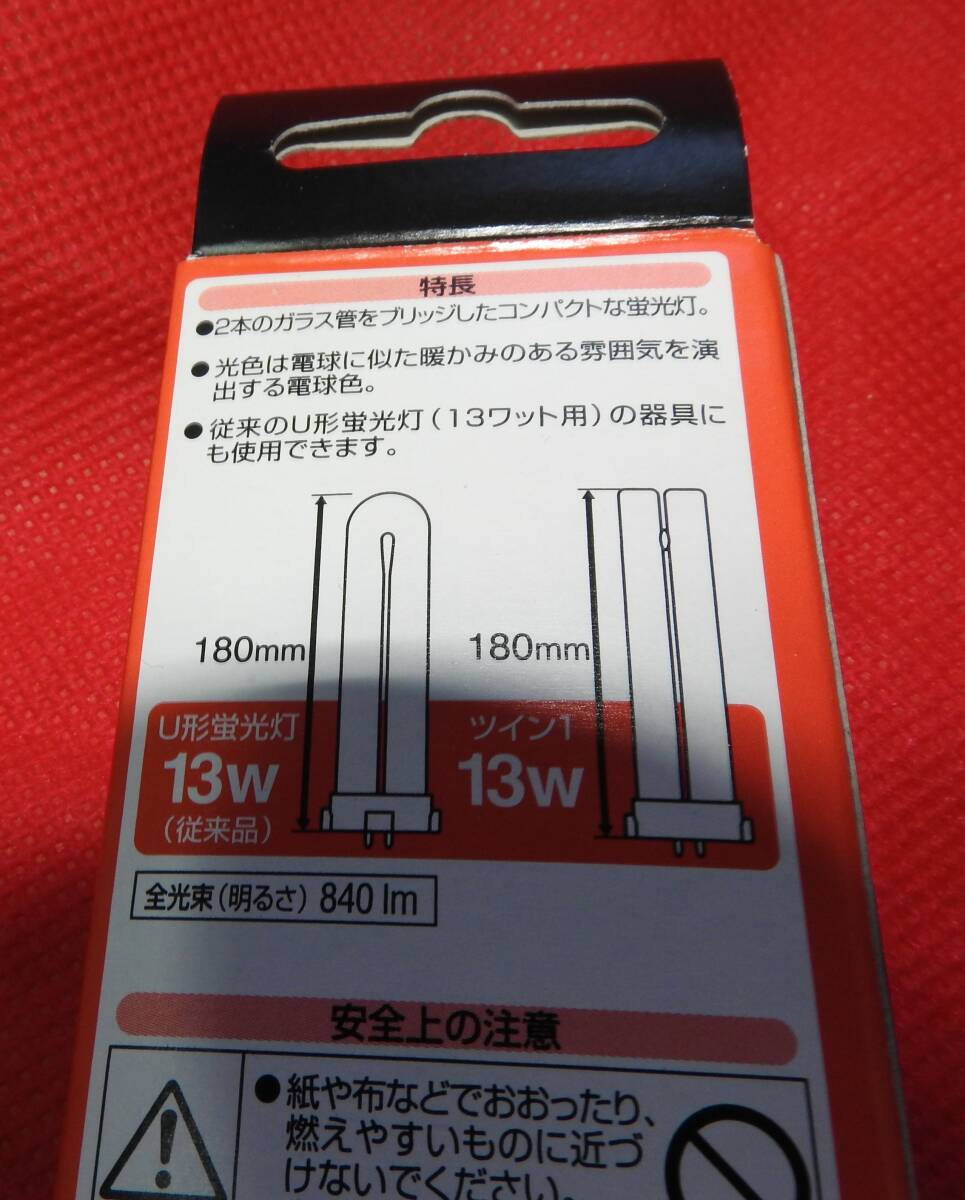 特長
●2本のガラス管をブリッジしたコンパクトな蛍光灯。
●光色は電球に似た暖かみのある雰囲気を演
出する電球色。
●従来のU形蛍光灯(13ワット用)の器具に
も使用できます。
180mm
180mm
U形蛍光灯
13W
(従来品)
ツイン1
13W
全光束(明るさ) 840 lm
安全上の注意
●紙や布などでおおったり、
燃えやすいものに近づ
けないでください。